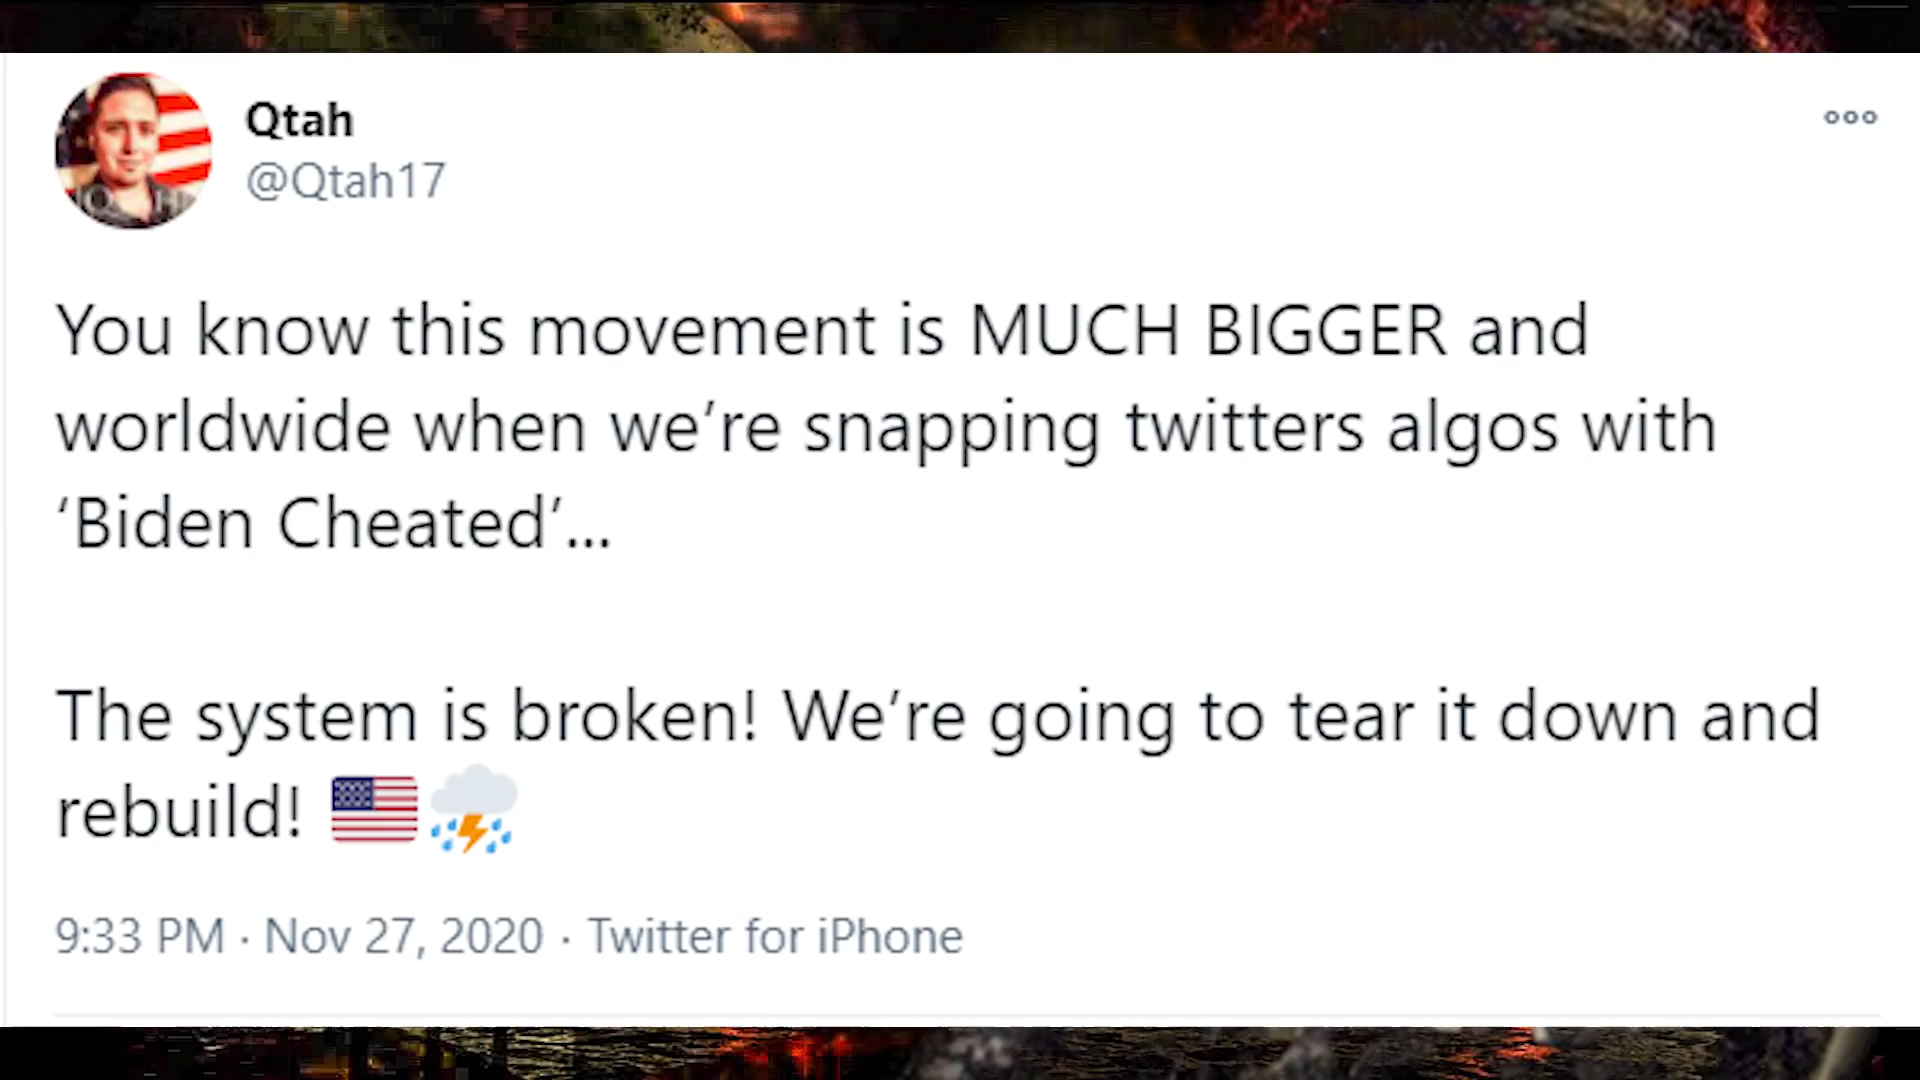 Qtah
@Qtah17
You know this movement is MUCH BIGGER and
worldwide when we’re snapping twitters algos with
‘Biden Cheated’...
The system is broken! We’re going to tear it down and
rebuild! 🇺🇸⛈️
9:33 PM · Nov 27, 2020 · Twitter for iPhone